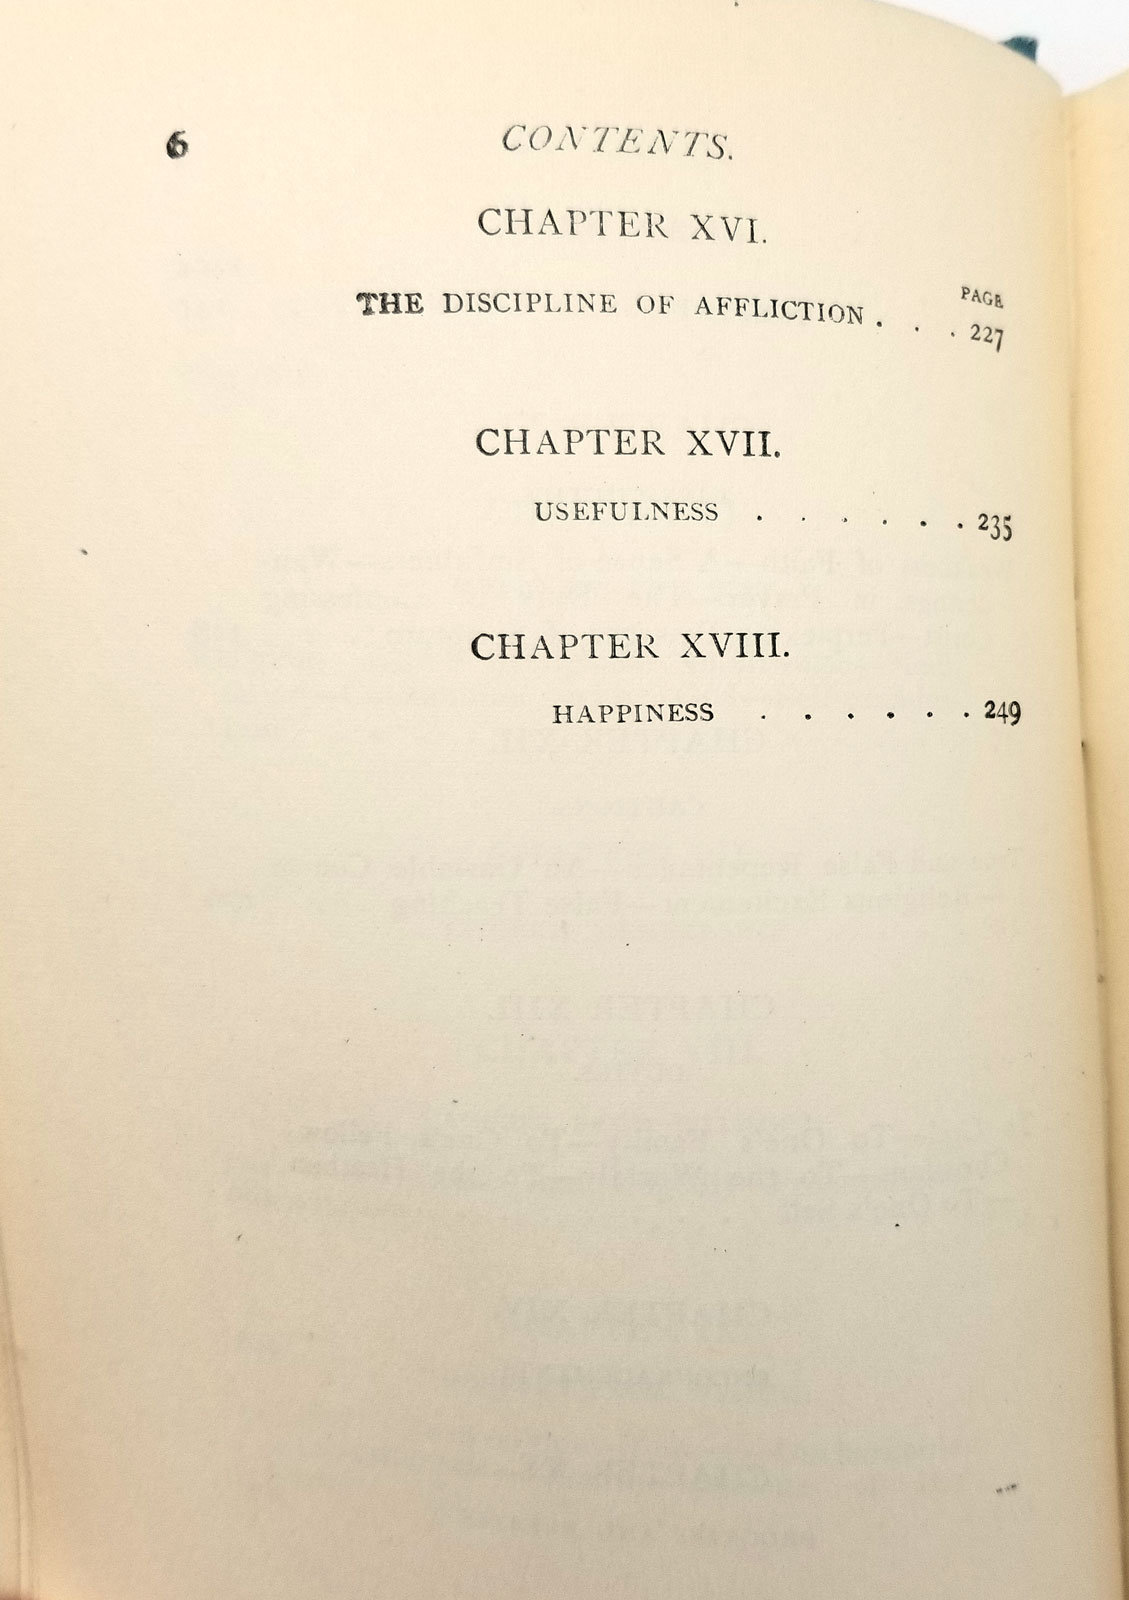 6 CONTENTS.
CHAPTER XVI.
PAGE
THE DISCIPLINE OF AFFLICTION . . . 227
CHAPTER XVII.
USEFULNESS . . . . . . 235
CHAPTER XVIII.
HAPPINESS . . . . . . 249